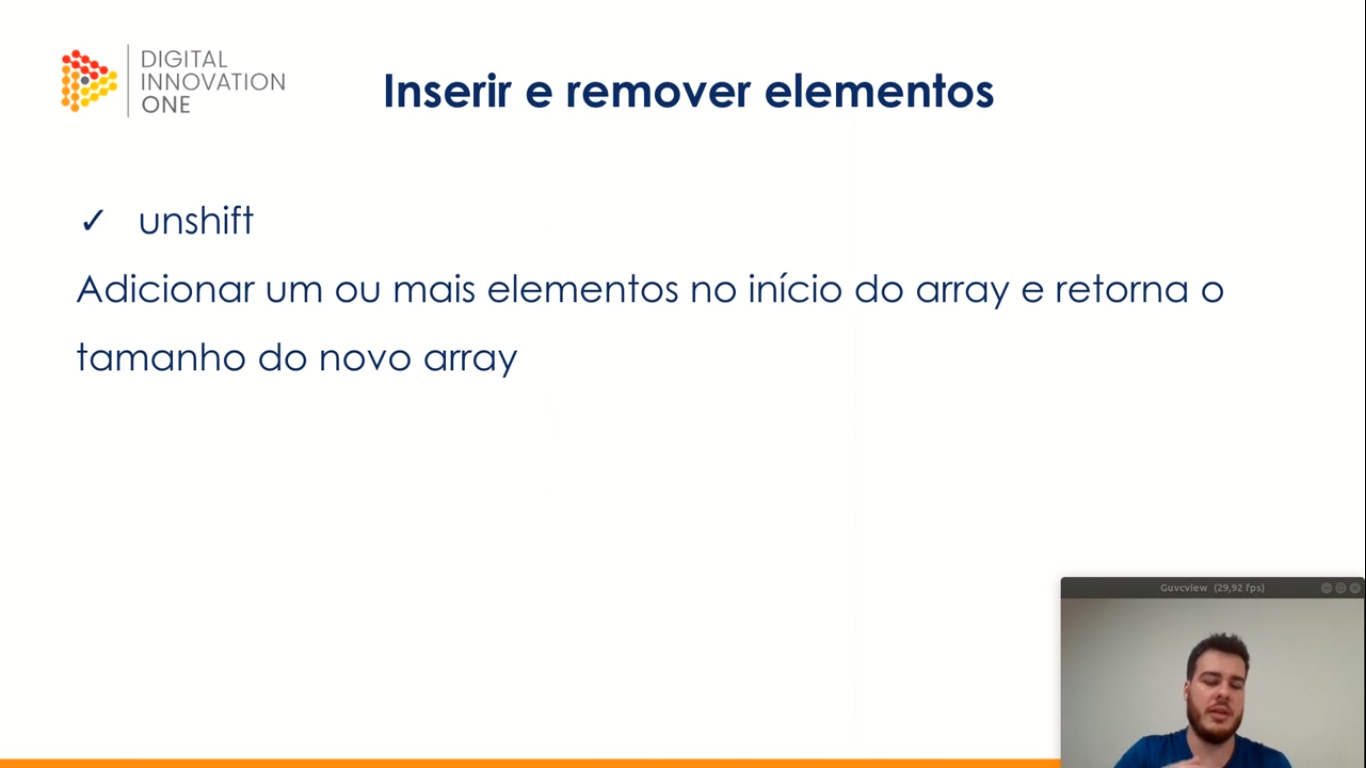 DIGITAL
INNOVATION
ONE
Inserir e remover elementos
✓ unshift
Adicionar um ou mais elementos no início do array e retorna o
tamanho do novo array
Guvcview (29,92 fps)